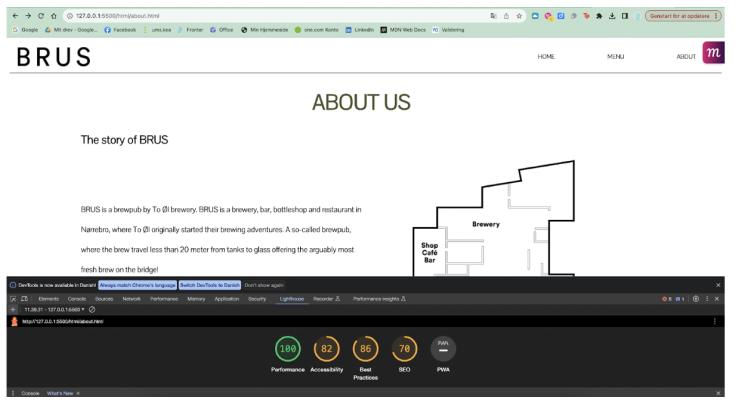 127.0.0.1:5500/html/about.html
Genstart for at opdatere
Google Mit drev - Google... Facebook ums.kea Fronter Office Min Hjemmeside one.com Konto LinkedIn MDN Web Docs Validering
BRUS
HOME MENU ABOUT
m
ABOUT US
The story of BRUS
BRUS is a brewpub by To Øl brewery. BRUS is a brewery, bar, bottleshop and restaurant in
Nørrebro, where To Øl originally started their brewing adventures. A so-called brewpub,
where the brew travel less than 20 meter from tanks to glass offering the arguably most
fresh brew on the bridge!
Brewery
Shop
Café
Bar
DevTools is now available in Danish! Always match Chrome's language Switch DevTools to Danish Don't show again
Elements Console Sources Network Performance Memory Application Security Lighthouse Recorder Performance insights
11.39.31 - 127.0.0.1:5500
http://127.0.0.1:5500/html/about.html
100 82 86 70 PWA
Performance Accessibility Best Practices SEO PWA
Console What's New